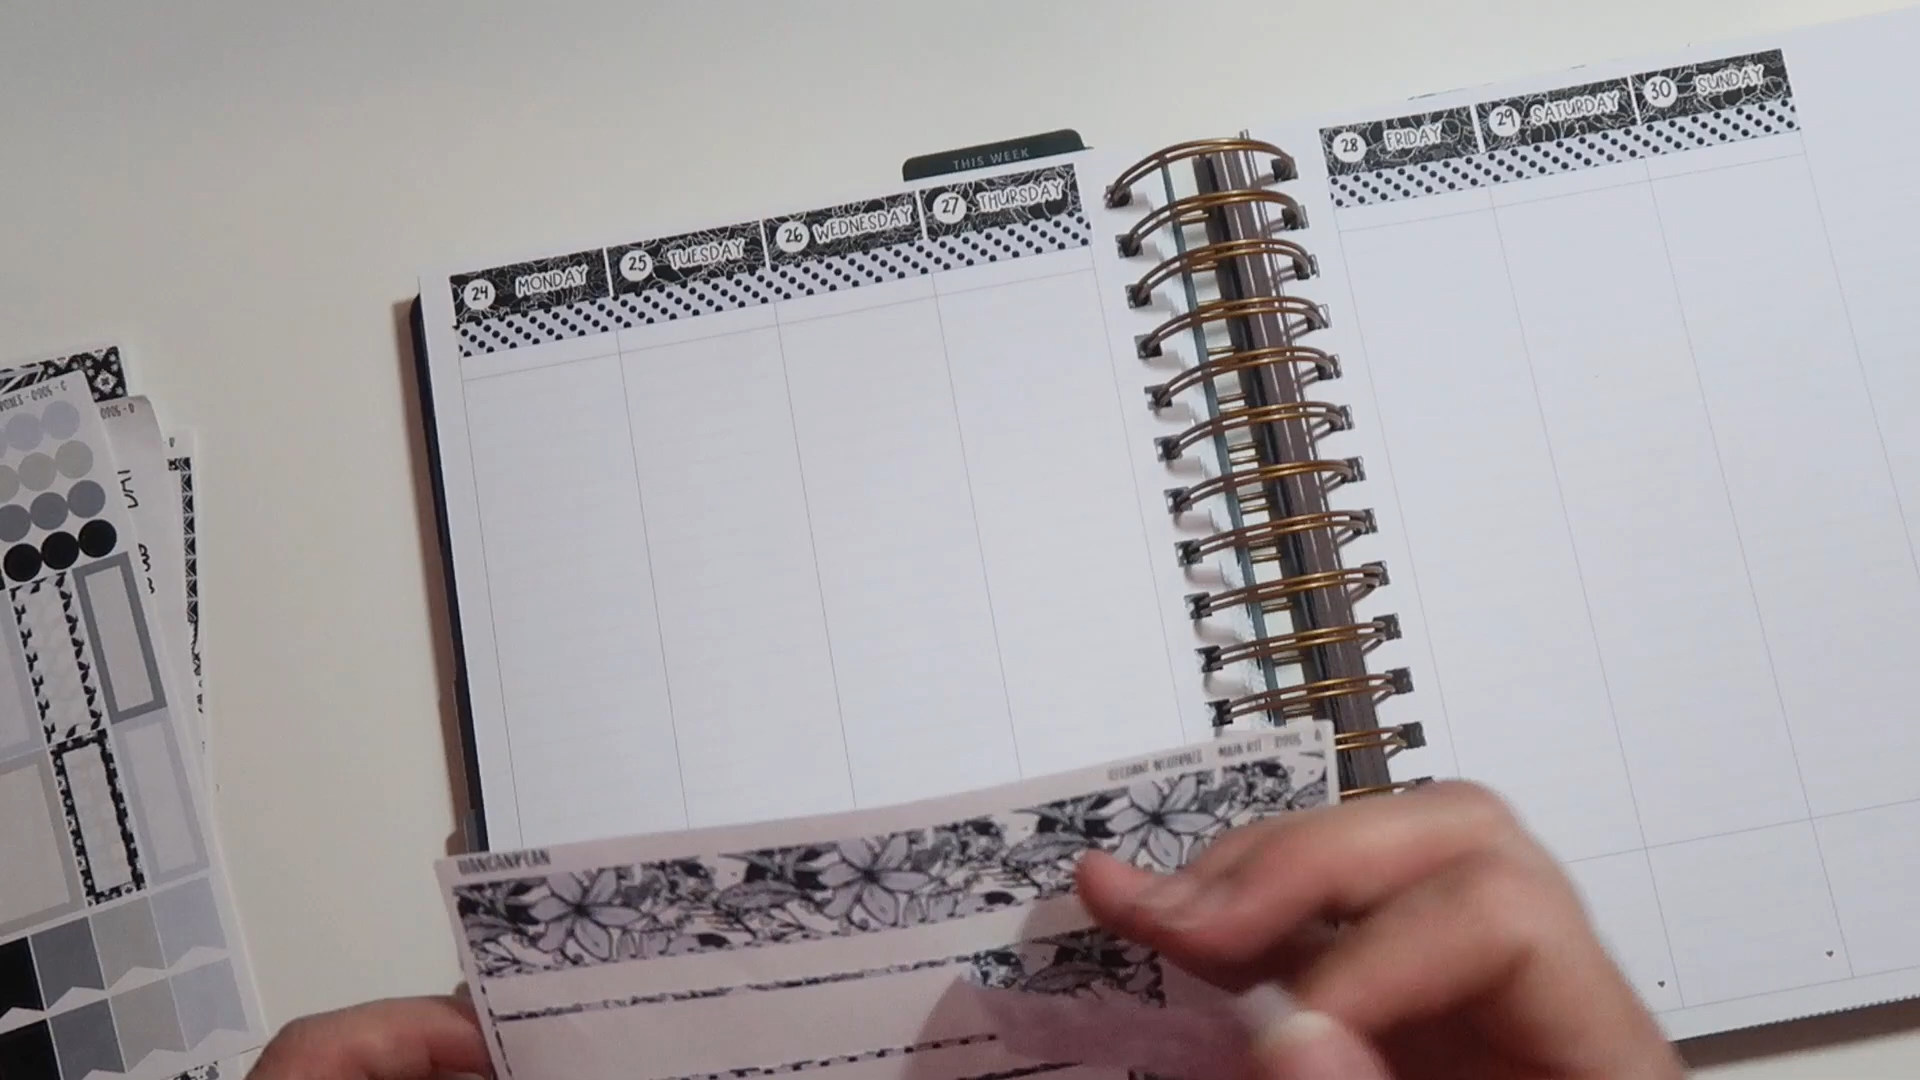 THIS WEEK
24 MONDAY
25 TUESDAY
26 WEDNESDAY
27 THURSDAY
28 FRIDAY
29 SATURDAY
30 SUNDAY
MAIN KIT